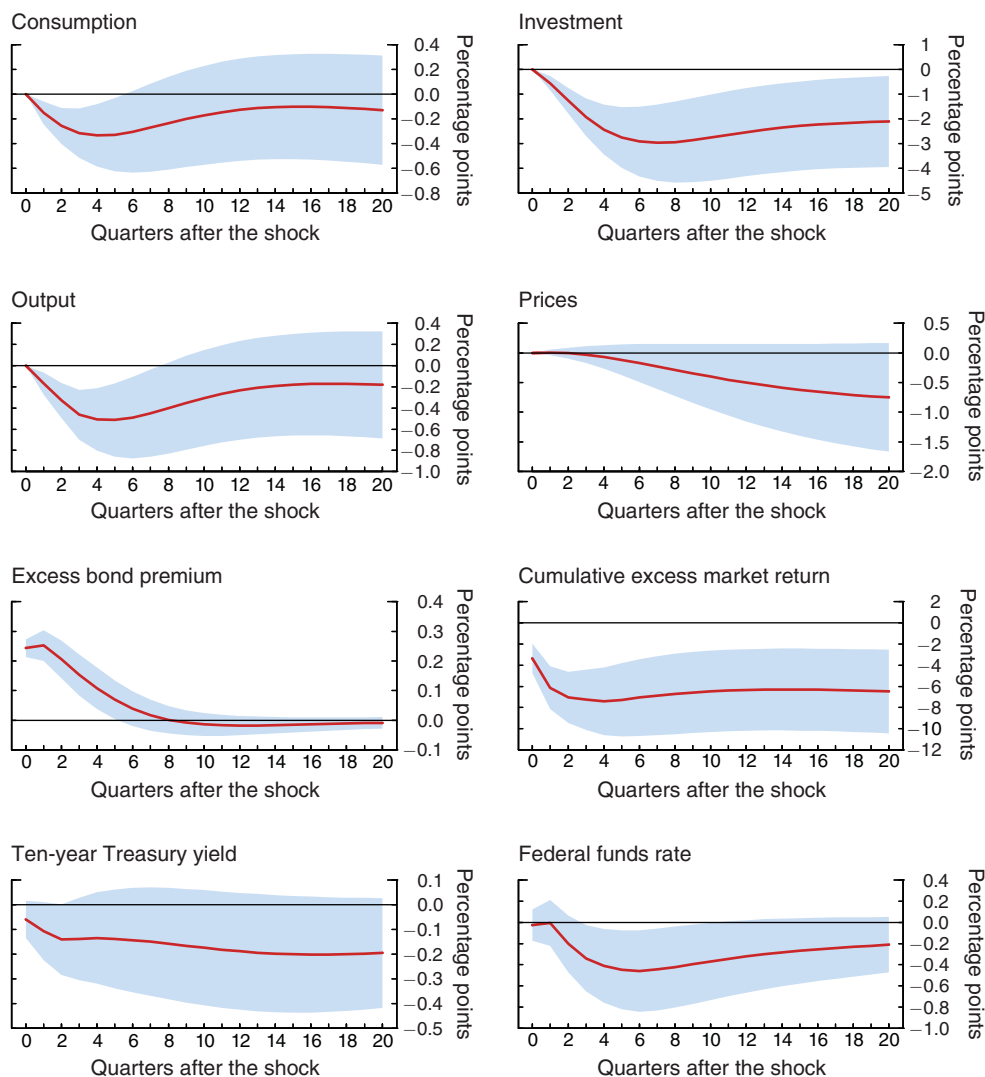 Consumption
0.4
0.2
0.0
−0.2
−0.4
−0.6
−0.8
Percentage points
0 2 4 6 8 10 12 14 16 18 20
Quarters after the shock
Investment
1
0
−1
−2
−3
−4
−5
Percentage points
0 2 4 6 8 10 12 14 16 18 20
Quarters after the shock
Output
0.4
0.2
0.0
−0.2
−0.4
−0.6
−0.8
−1.0
Percentage points
0 2 4 6 8 10 12 14 16 18 20
Quarters after the shock
Prices
0.5
0.0
−0.5
−1.0
−1.5
−2.0
Percentage points
0 2 4 6 8 10 12 14 16 18 20
Quarters after the shock
Excess bond premium
0.4
0.3
0.2
0.1
0.0
−0.1
Percentage points
0 2 4 6 8 10 12 14 16 18 20
Quarters after the shock
Cumulative excess market return
2
0
−2
−4
−6
−8
−10
−12
Percentage points
0 2 4 6 8 10 12 14 16 18 20
Quarters after the shock
Ten-year Treasury yield
0.1
0.0
−0.1
−0.2
−0.3
−0.4
−0.5
Percentage points
0 2 4 6 8 10 12 14 16 18 20
Quarters after the shock
Federal funds rate
0.4
0.2
0.0
−0.2
−0.4
−0.6
−0.8
−1.0
Percentage points
0 2 4 6 8 10 12 14 16 18 20
Quarters after the shock